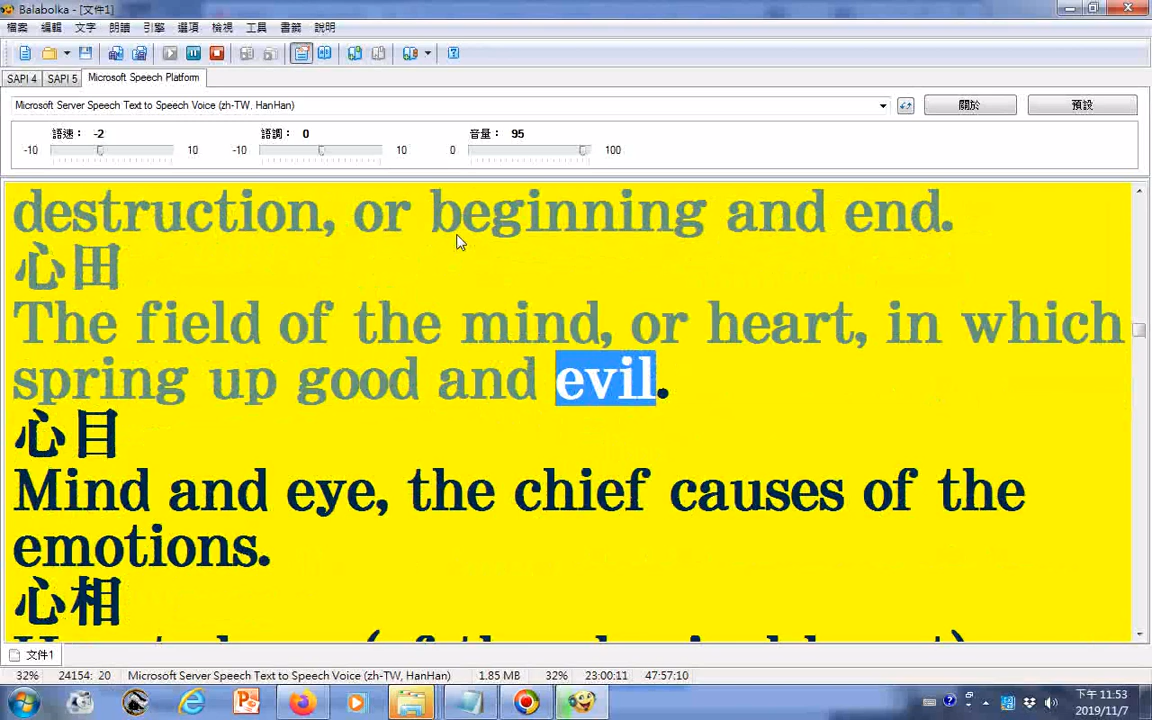 Balabolka - [文件1]
檔案 編輯 文字 朗讀 引擎 選項 檢視 工具 書籤 說明
SAPI 4 SAPI 5 Microsoft Speech Platform
Microsoft Server Speech Text to Speech Voice (zh-TW, HanHan) 關於 預設
語速： -2 語調： 0 音量： 95
-10 10 -10 10 0 100
destruction, or beginning and end.
心田
The field of the mind, or heart, in which
spring up good and evil.
心目
Mind and eye, the chief causes of the
emotions.
心相
文件1
32% 24154: 20 Microsoft Server Speech Text to Speech Voice (zh-TW, HanHan) 1.85 MB 32% 23:00:11 47:57:10
下午 11:53
2019/11/7